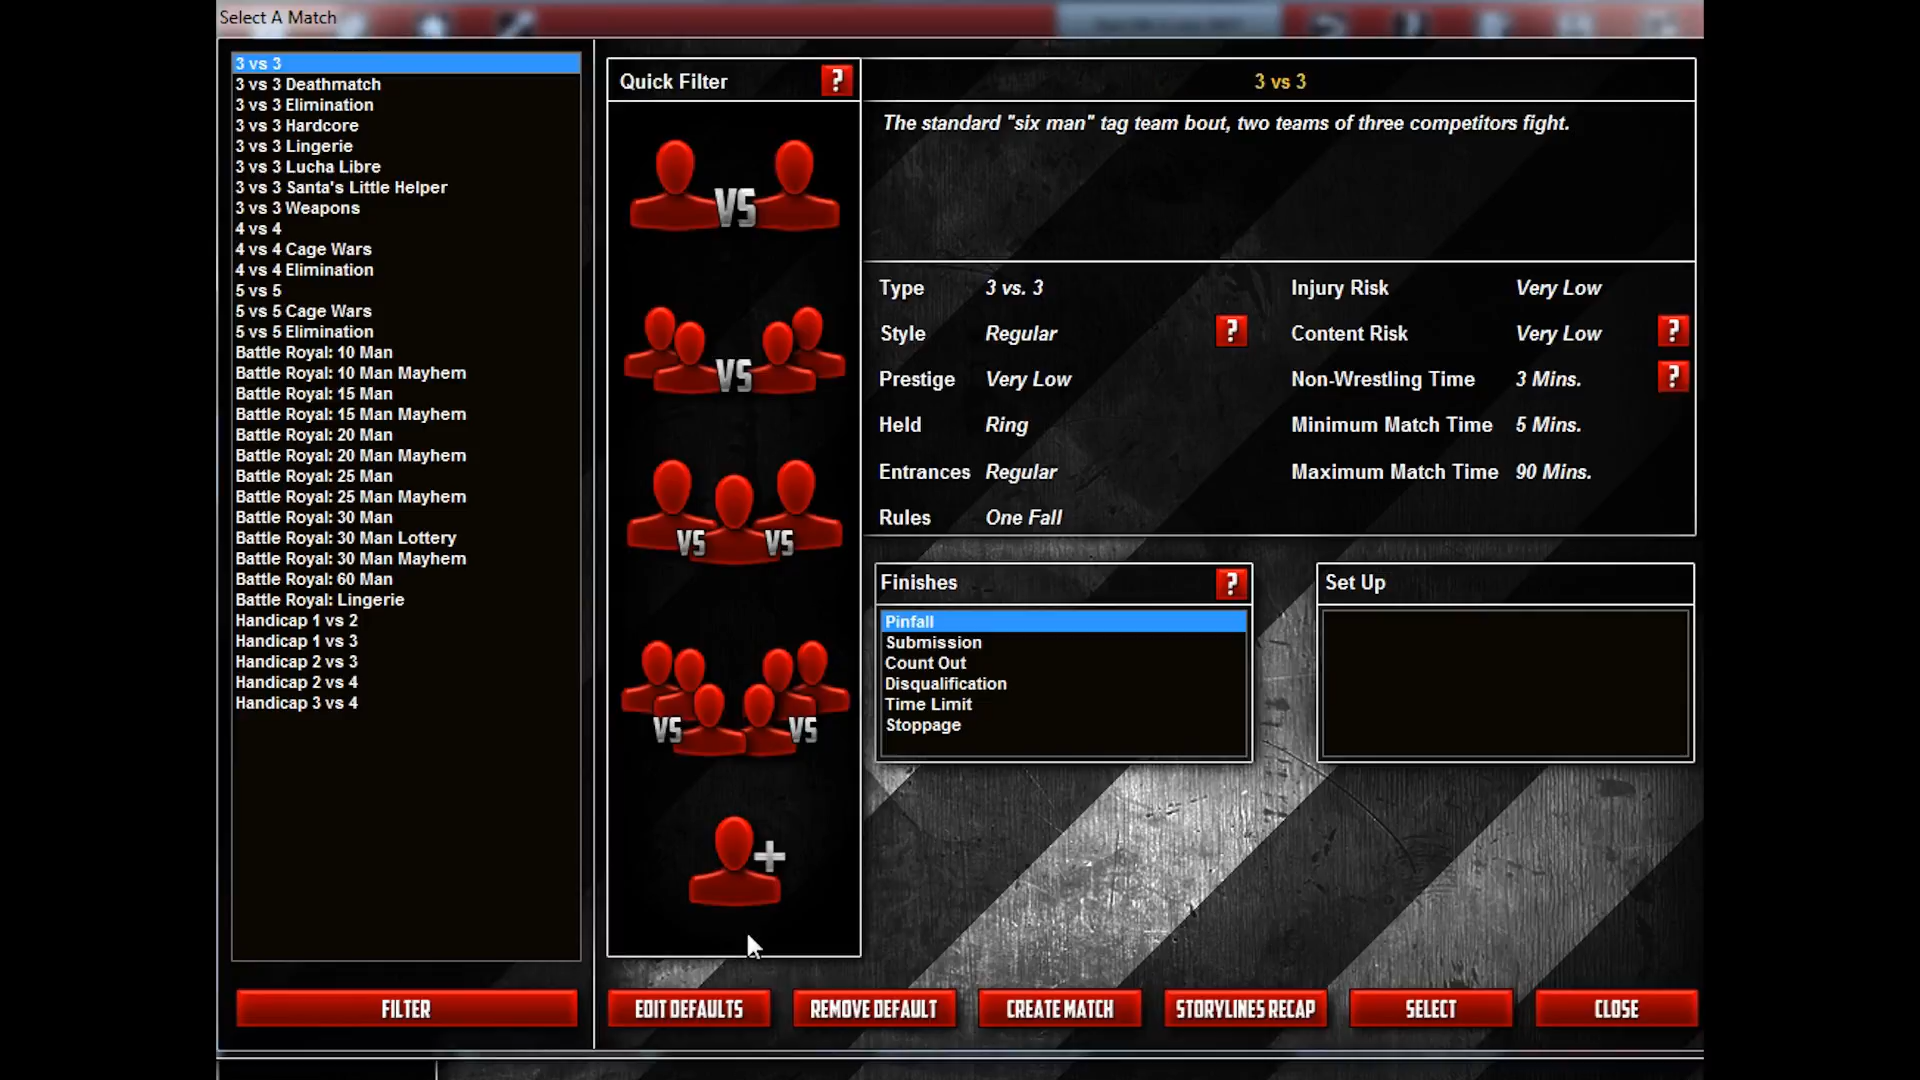 Select A Match
3 vs 3
3 vs 3 Deathmatch
3 vs 3 Elimination
3 vs 3 Hardcore
3 vs 3 Lingerie
3 vs 3 Lucha Libre
3 vs 3 Santa's Little Helper
3 vs 3 Weapons
4 vs 4
4 vs 4 Cage Wars
4 vs 4 Elimination
5 vs 5
5 vs 5 Cage Wars
5 vs 5 Elimination
Battle Royal: 10 Man
Battle Royal: 10 Man Mayhem
Battle Royal: 15 Man
Battle Royal: 15 Man Mayhem
Battle Royal: 20 Man
Battle Royal: 20 Man Mayhem
Battle Royal: 25 Man
Battle Royal: 25 Man Mayhem
Battle Royal: 30 Man
Battle Royal: 30 Man Lottery
Battle Royal: 30 Man Mayhem
Battle Royal: 60 Man
Battle Royal: Lingerie
Handicap 1 vs 2
Handicap 1 vs 3
Handicap 2 vs 3
Handicap 2 vs 4
Handicap 3 vs 4
FILTER
Quick Filter ?
VS
VS
VS VS
VS VS
+
3 vs 3
The standard "six man" tag team bout, two teams of three competitors fight.
Type 3 vs. 3 Injury Risk Very Low
Style Regular ? Content Risk Very Low ?
Prestige Very Low Non-Wrestling Time 3 Mins. ?
Held Ring Minimum Match Time 5 Mins.
Entrances Regular Maximum Match Time 90 Mins.
Rules One Fall
Finishes ?
Pinfall
Submission
Count Out
Disqualification
Time Limit
Stoppage
Set Up
EDIT DEFAULTS REMOVE DEFAULT CREATE MATCH STORYLINES RECAP SELECT CLOSE